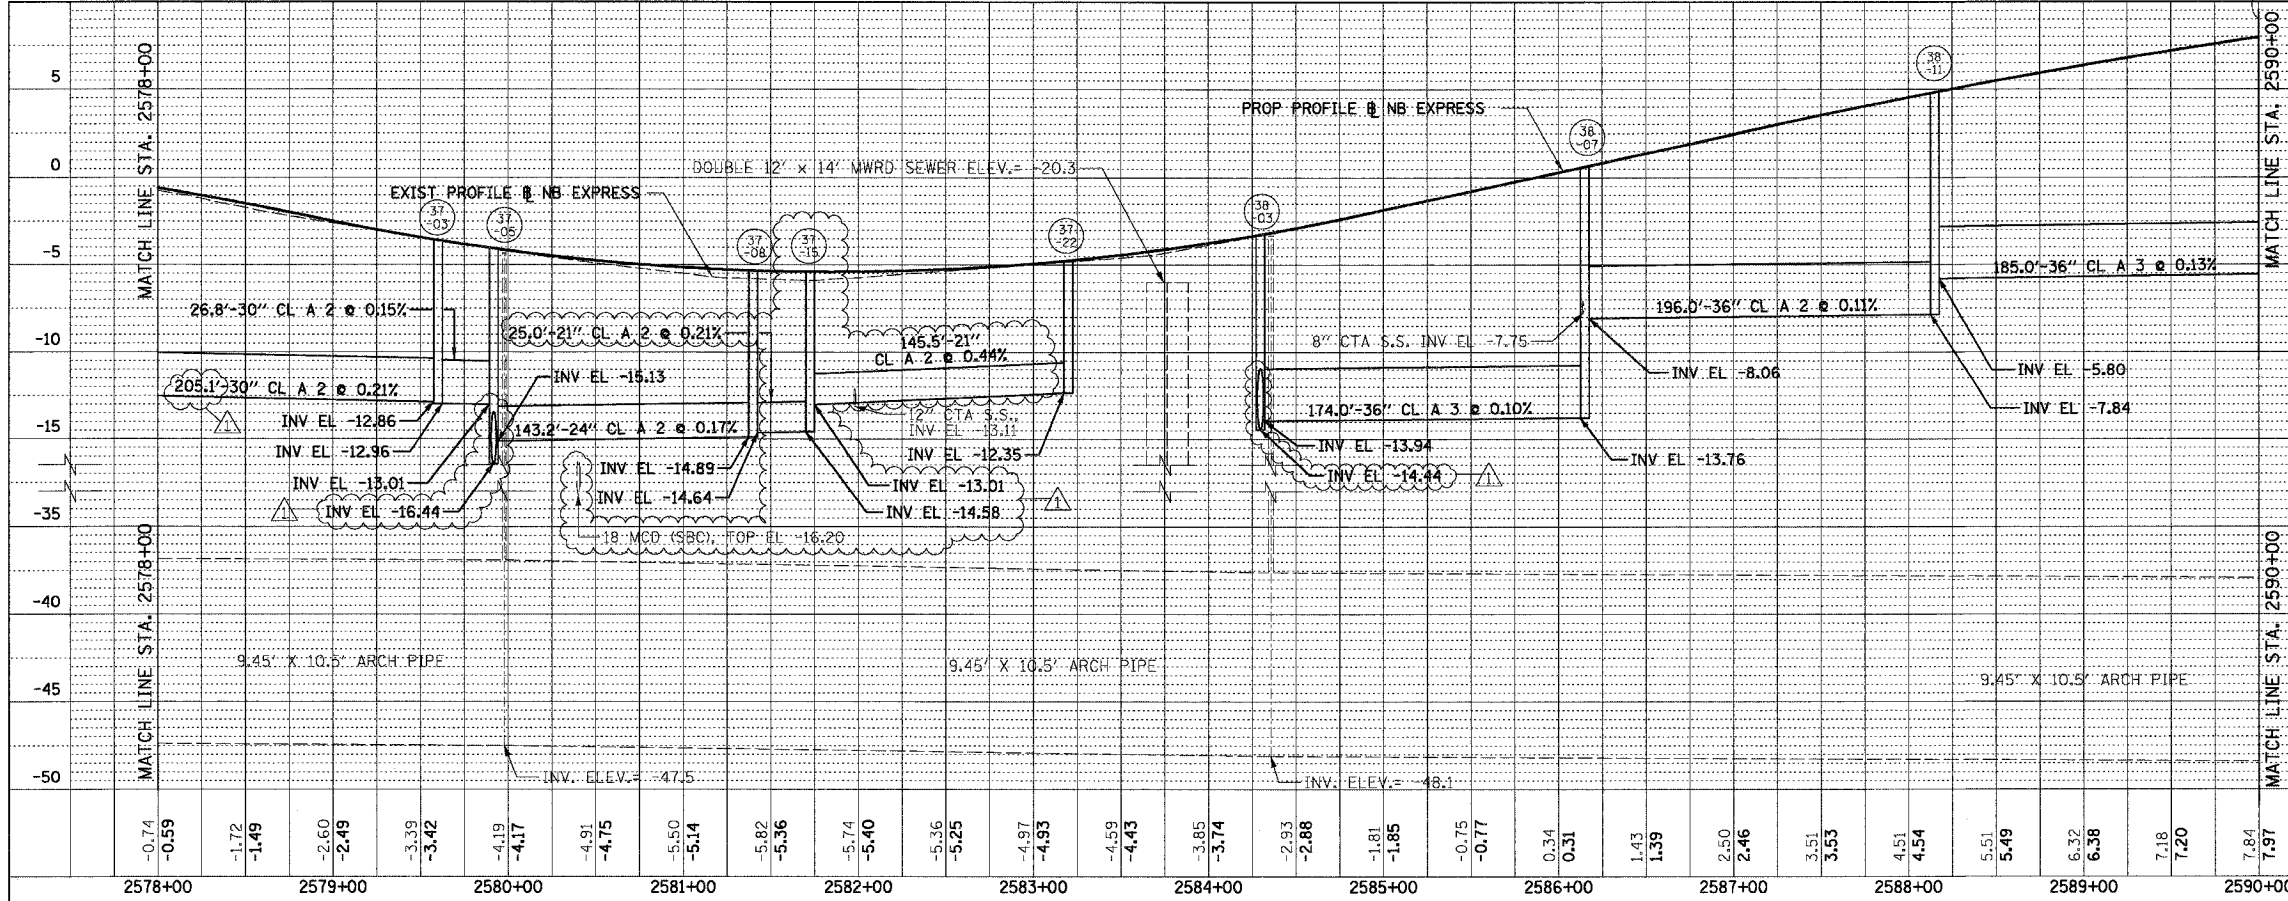 MATCH LINE STA. 2578+00
MATCH LINE STA. 2590+00
5
0
-5
-10
-15
-35
-40
-45
-50
38
-11
PROP PROFILE ℄ NB EXPRESS
38
-07
DOUBLE 12' x 14' MWRD SEWER ELEV.= -20.3
EXIST PROFILE ℄ NB EXPRESS
37
-03
37
-05
37
-08
37
-15
37
-22
38
-03
26.8'-30" CL A 2 @ 0.15%
25.0'-21" CL A 2 @ 0.21%
145.5'-21"
CL A 2 @ 0.44%
8" CTA S.S. INV EL -7.75
196.0'-36" CL A 2 @ 0.11%
185.0'-36" CL A 3 @ 0.13%
205.1'-30" CL A 2 @ 0.21%
1
INV EL -15.13
INV EL -8.06
INV EL -5.80
INV EL -7.84
INV EL -12.86
INV EL -12.96
INV EL -13.01
1
INV EL -16.44
143.2'-24" CL A 2 @ 0.17%
INV EL -14.89
INV EL -14.64
18 MCD (SBC), TOP EL -16.20
12" CTA S.S.,
INV EL -13.11
INV EL -12.35
INV EL -13.01
INV EL -14.58
1
174.0'-36" CL A 3 @ 0.10%
INV EL -13.94
INV EL -14.44
1
INV EL -13.76
MATCH LINE STA. 2578+00
MATCH LINE STA. 2590+00
9.45' X 10.5' ARCH PIPE
9.45' X 10.5' ARCH PIPE
9.45' X 10.5' ARCH PIPE
INV. ELEV.= -47.5
INV. ELEV.= -48.1
-0.74
-0.59
-1.72
-1.49
-2.60
-2.49
-3.39
-3.42
-4.19
-4.17
-4.91
-4.75
-5.50
-5.14
-5.82
-5.36
-5.74
-5.40
-5.36
-5.25
-4.97
-4.93
-4.59
-4.43
-3.85
-3.74
-2.93
-2.88
-1.81
-1.85
-0.75
-0.77
0.34
0.31
1.43
1.39
2.50
2.46
3.51
3.53
4.51
4.54
5.51
5.49
6.32
6.38
7.18
7.20
7.84
7.97
2578+00 2579+00 2580+00 2581+00 2582+00 2583+00 2584+00 2585+00 2586+00 2587+00 2588+00 2589+00 2590+00